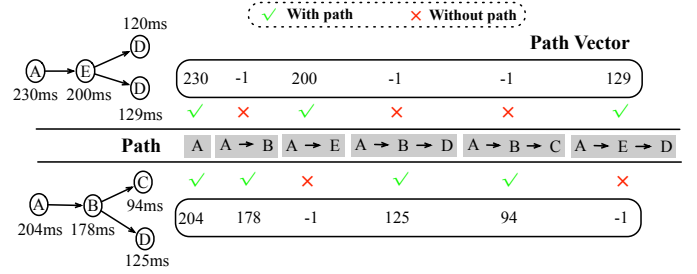 ✓ With path × Without path
120ms
D
Path Vector
A E
D
230ms 200ms
129ms
230 -1 200 -1 -1 129
✓ × ✓ × × ✓
Path A A → B A → E A → B → D A → B → C A → E → D
✓ ✓ × ✓ ✓ ×
C
A B 94ms
204ms 178ms
D
125ms
204 178 -1 125 94 -1